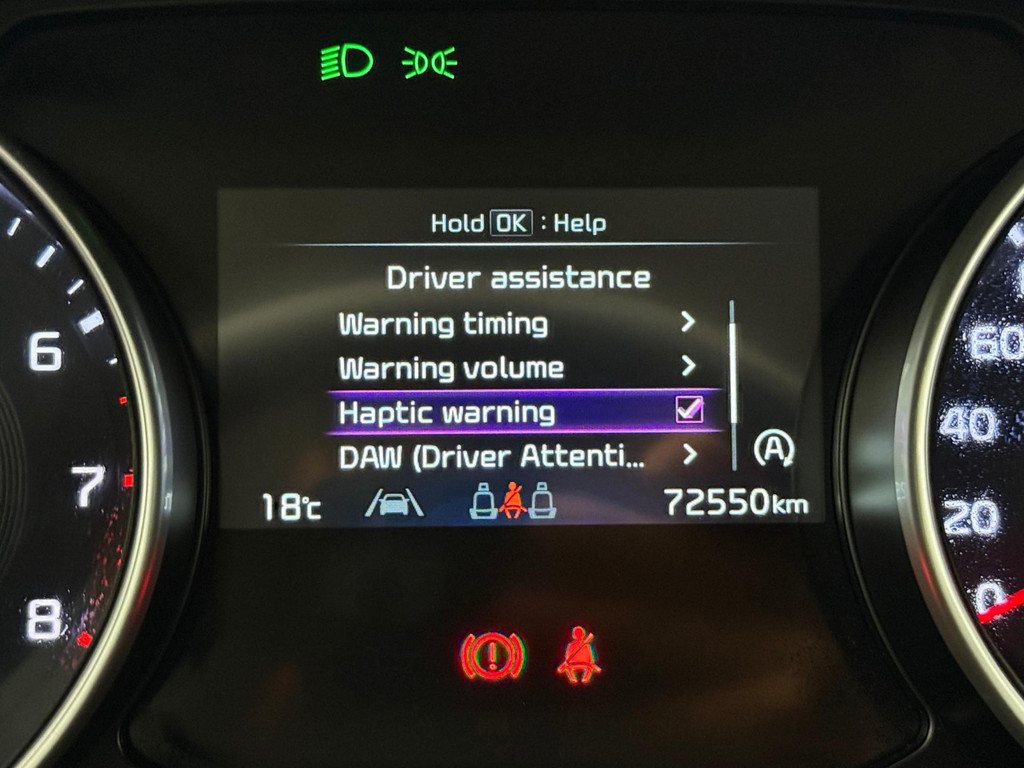 Hold OK : Help
Driver assistance
Warning timing
Warning volume
Haptic warning
DAW (Driver Attenti...
A
18°C
72550km
6
7
8
60
40
20
0